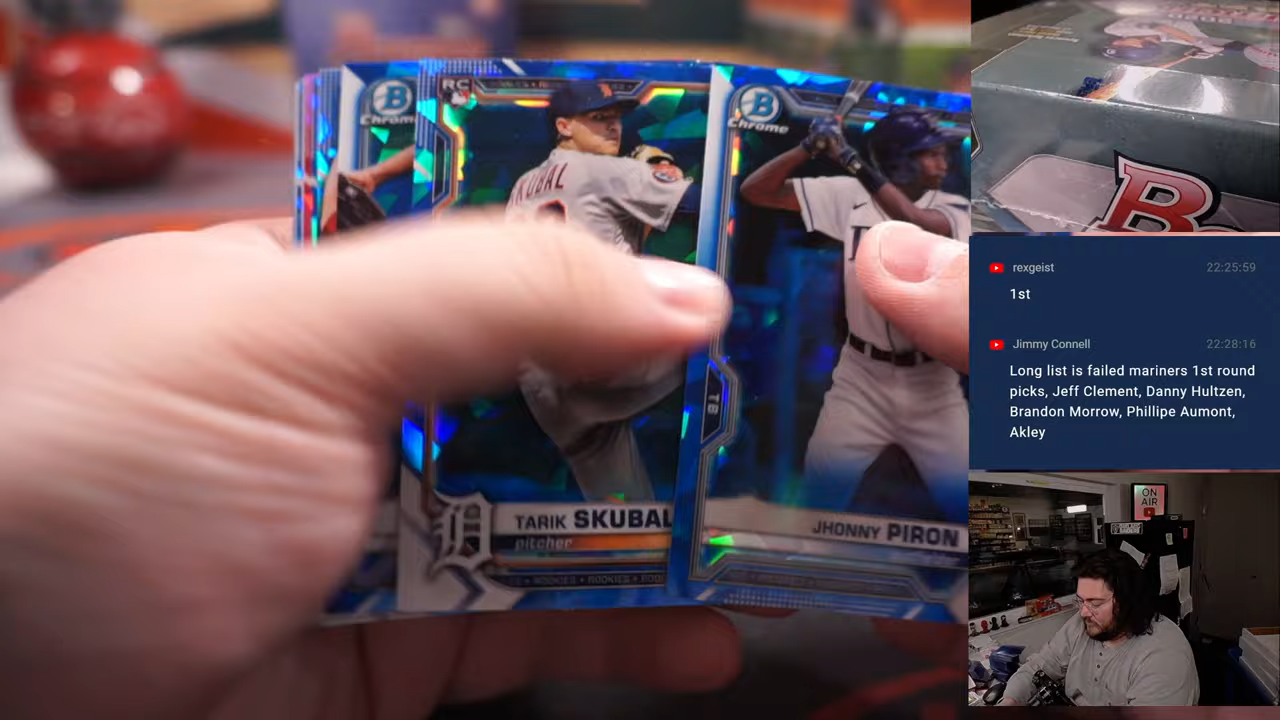 B
Chrome
RC
SKUBAL
TARIK SKUBAL
pitcher
ROOKIES • ROOKIES
B
Chrome
TB
JHONNY PIRON
B
rexgeist
22:25:59
1st
Jimmy Connell
22:28:16
Long list is failed mariners 1st round
picks, Jeff Clement, Danny Hultzen,
Brandon Morrow, Phillipe Aumont,
Akley
ON
AIR